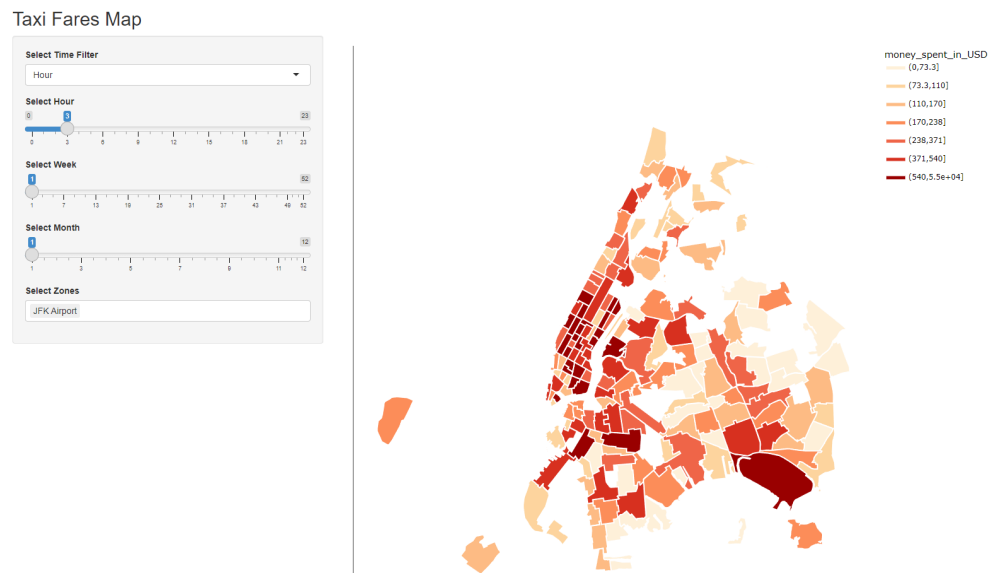 Taxi Fares Map
Select Time Filter
Hour
Select Hour
0 3 23
0 3 6 9 12 15 18 21 23
Select Week
1 52
1 7 13 19 25 31 37 43 49 52
Select Month
1 12
1 3 5 7 9 11 12
Select Zones
JFK Airport
money_spent_in_USD
(0,73.3]
(73.3,110]
(110,170]
(170,238]
(238,371]
(371,540]
(540,5.5e+04]